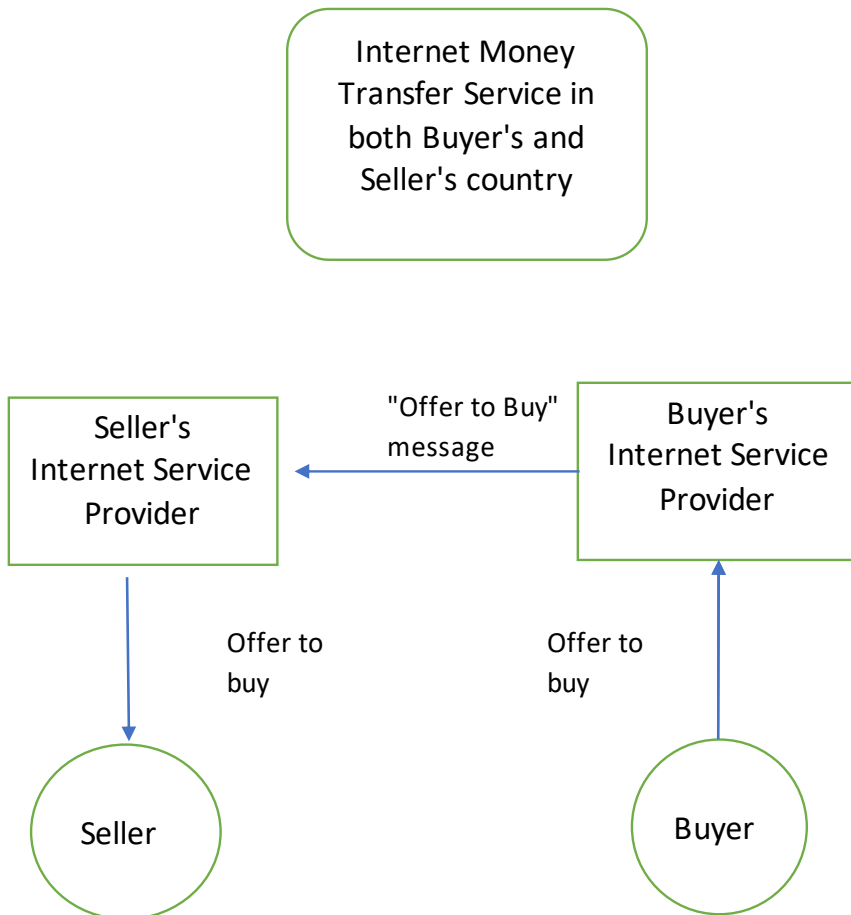 Internet Money
Transfer Service in
both Buyer's and
Seller's country
"Offer to Buy"
message
Seller's
Internet Service
Provider
Buyer's
Internet Service
Provider
Offer to
buy
Offer to
buy
Seller
Buyer